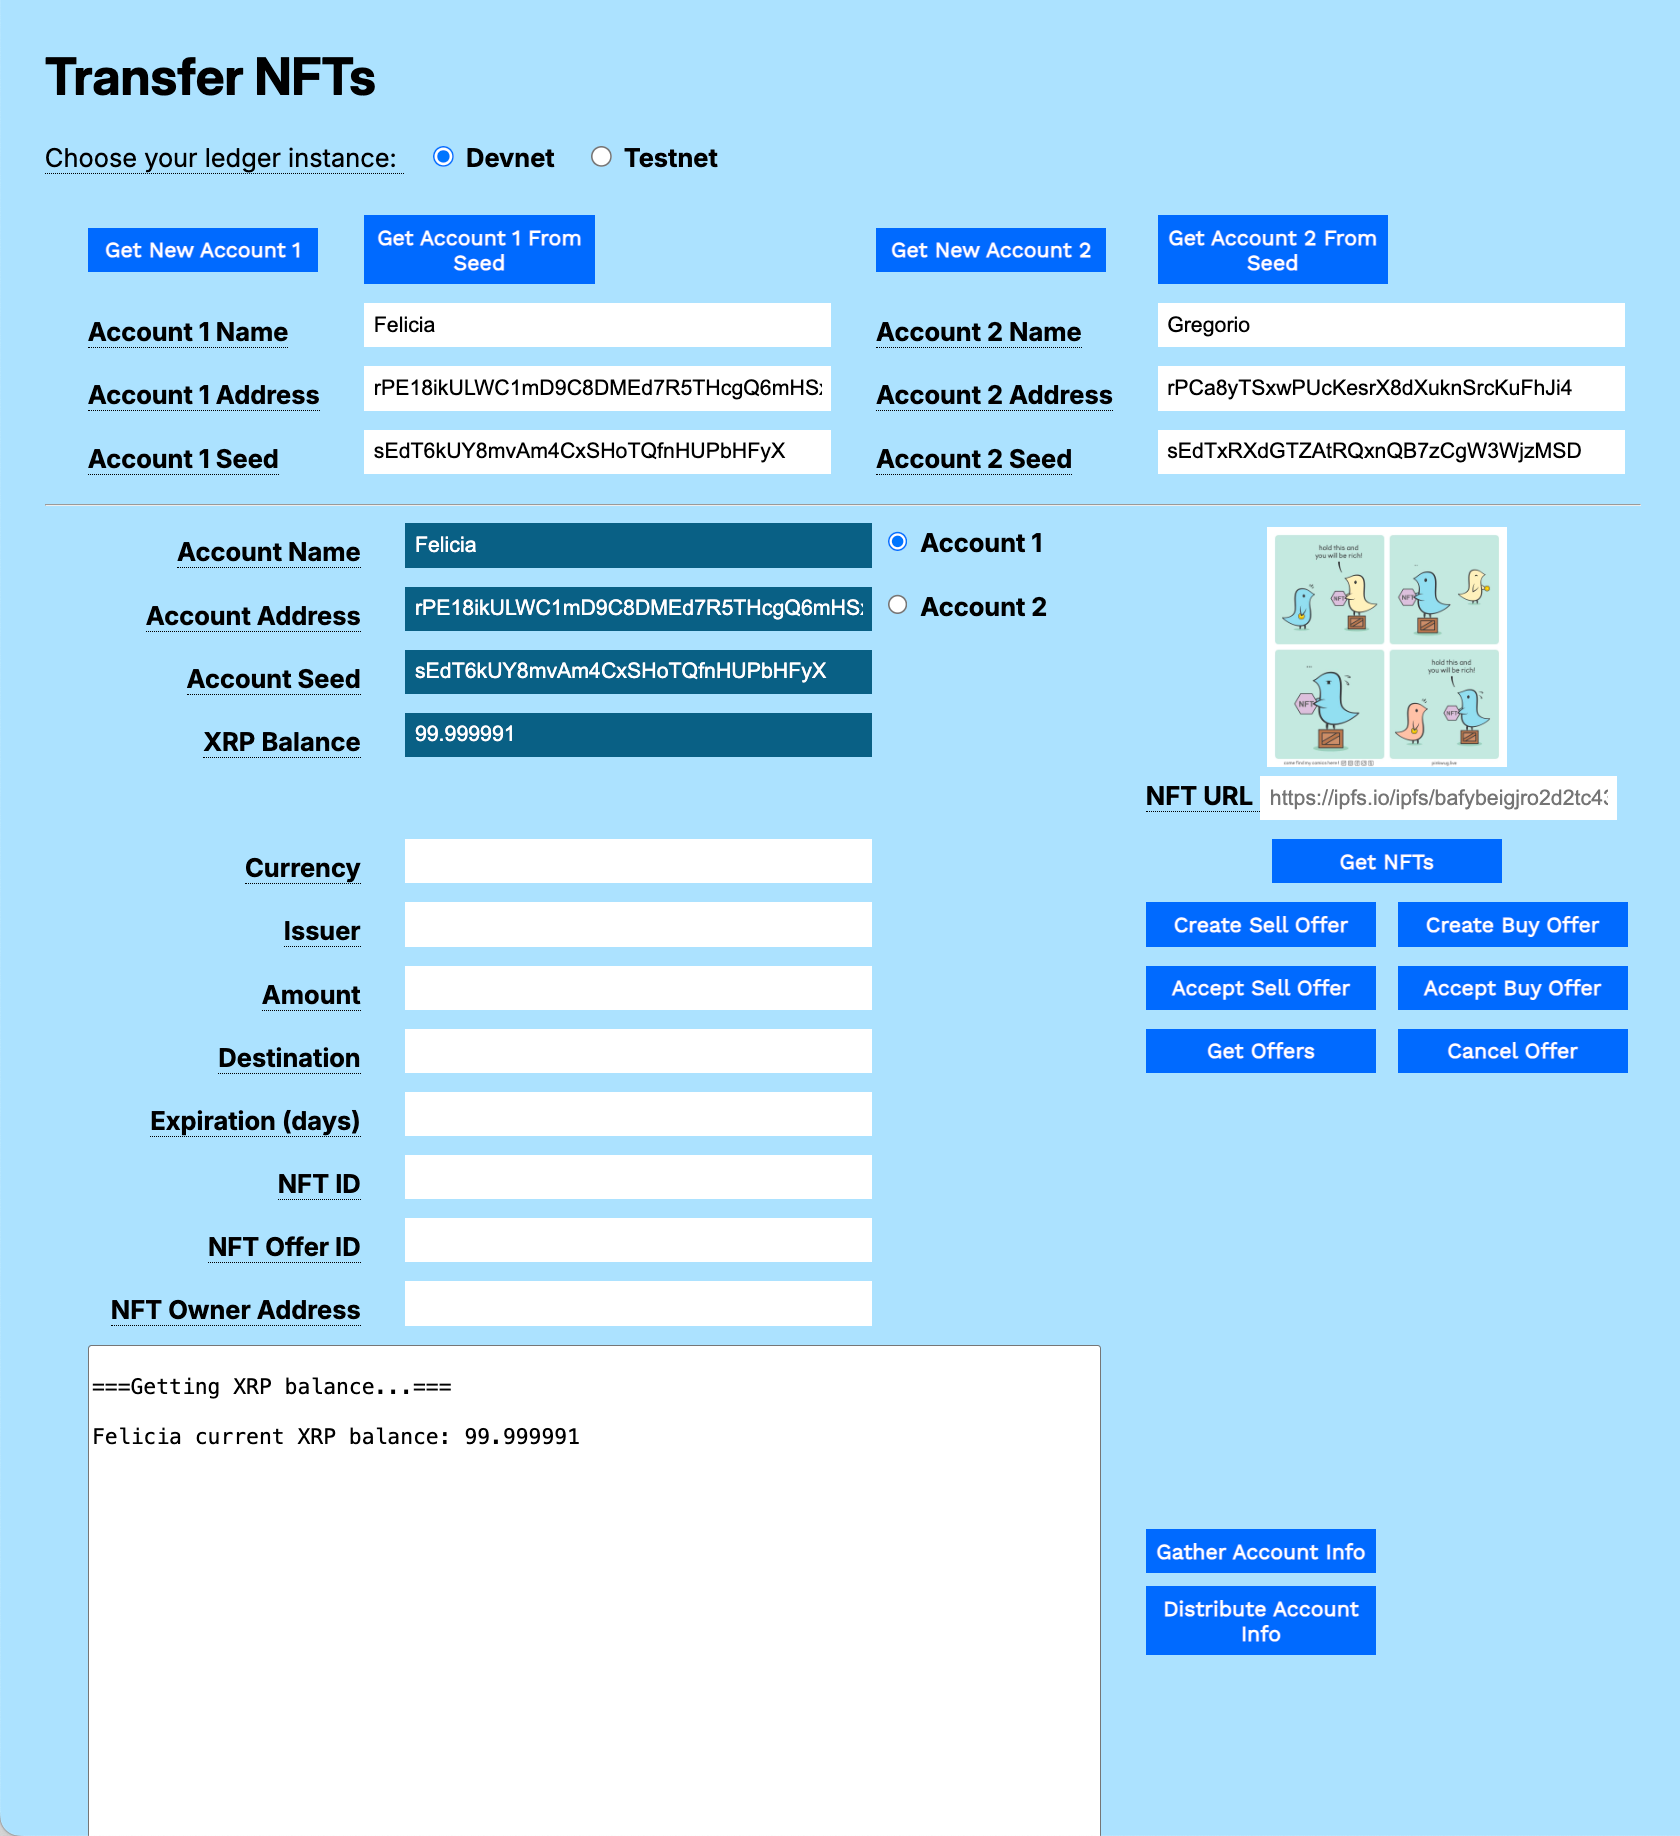 Transfer NFTs
Choose your ledger instance: Devnet Testnet
Get New Account 1
Get Account 1 From
Seed
Get New Account 2
Get Account 2 From
Seed
Account 1 Name Felicia
Account 2 Name Gregorio
Account 1 Address rPE18ikULWC1mD9C8DMEd7R5THcgQ6mHS
Account 2 Address rPCa8yTSxwPUcKesrX8dXuknSrcKuFhJi4
Account 1 Seed sEdT6kUY8mvAm4CxSHoTQfnHUPbHFyX
Account 2 Seed sEdTxRXdGTZAtRQxnQB7zCgW3WjzMSD
Account Name Felicia
Account 1
Account Address rPE18ikULWC1mD9C8DMEd7R5THcgQ6mHS
Account 2
Account Seed sEdT6kUY8mvAm4CxSHoTQfnHUPbHFyX
XRP Balance 99.999991
hold this and
you will be rich!
NFT
...
NFT
...
NFT
hold this and
you will be rich!
NFT
NFT URL https://ipfs.io/ipfs/bafybeigjro2d2tc4
Currency
Get NFTs
Issuer
Create Sell Offer
Create Buy Offer
Amount
Accept Sell Offer
Accept Buy Offer
Destination
Get Offers
Cancel Offer
Expiration (days)
NFT ID
NFT Offer ID
NFT Owner Address
===Getting XRP balance...===
Felicia current XRP balance: 99.999991
Gather Account Info
Distribute Account
Info